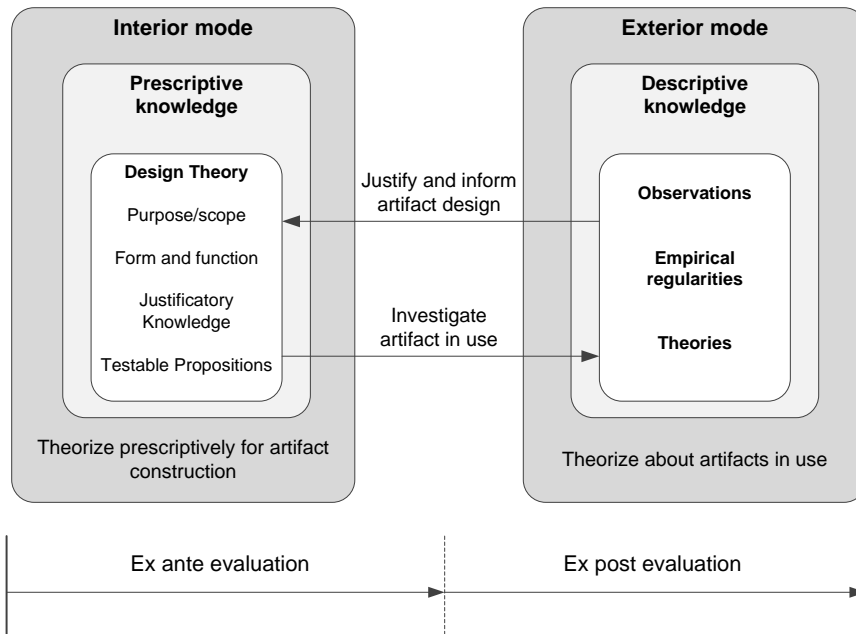 Interior mode
Prescriptive
knowledge
Design Theory
Purpose/scope
Form and function
Justificatory
Knowledge
Testable Propositions
Theorize prescriptively for artifact
construction
Justify and inform
artifact design
Investigate
artifact in use
Exterior mode
Descriptive
knowledge
Observations
Empirical
regularities
Theories
Theorize about artifacts in use
Ex ante evaluation
Ex post evaluation